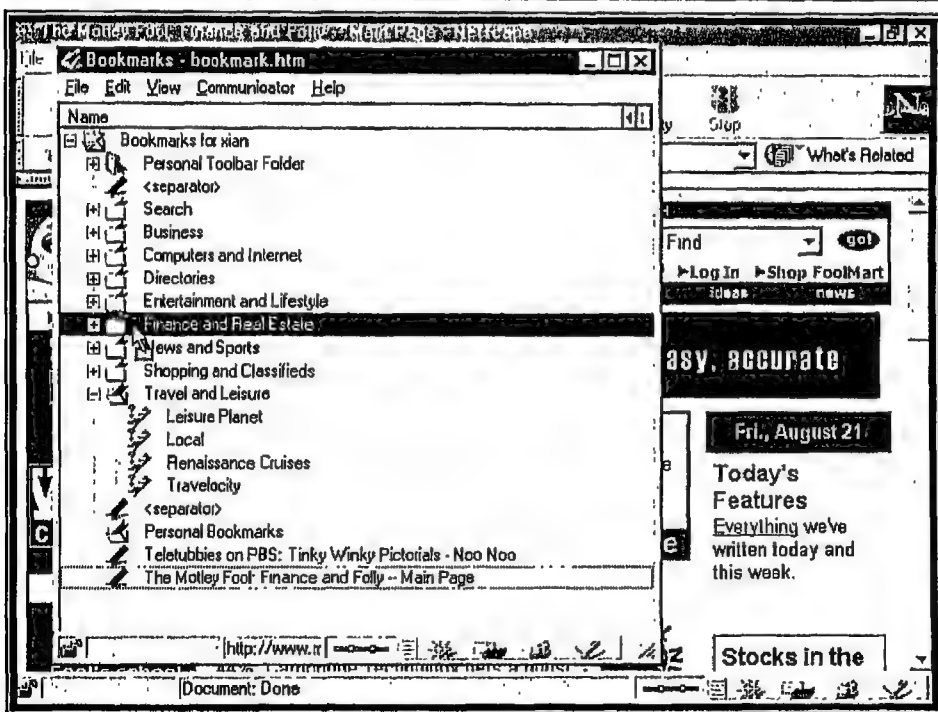 The Motley Fool: Finance and Folly -- Main Page - Netscape
File
Bookmarks - bookmark.htm
File Edit View Communicator Help
Name
Stop
Bookmarks for xian
Personal Toolbar Folder
What's Related
<separator>
Search
Business
Find
go!
Computers and Internet
Log In Shop FoolMart
Directories
ideas news
Entertainment and Lifestyle
Finance and Real Estate
News and Sports
asy, accurate
Shopping and Classifieds
Travel and Leisure
Leisure Planet
Fri., August 21
Local
Renaissance Cruises
Today's
Travelocity
Features
<separator>
Everything we've
Personal Bookmarks
written today and
Teletubbies on PBS: Tinky Winky Pictorials - Noo Noo
this week.
The Motley Fool: Finance and Folly -- Main Page
http://www.m
Stocks in the
Document: Done